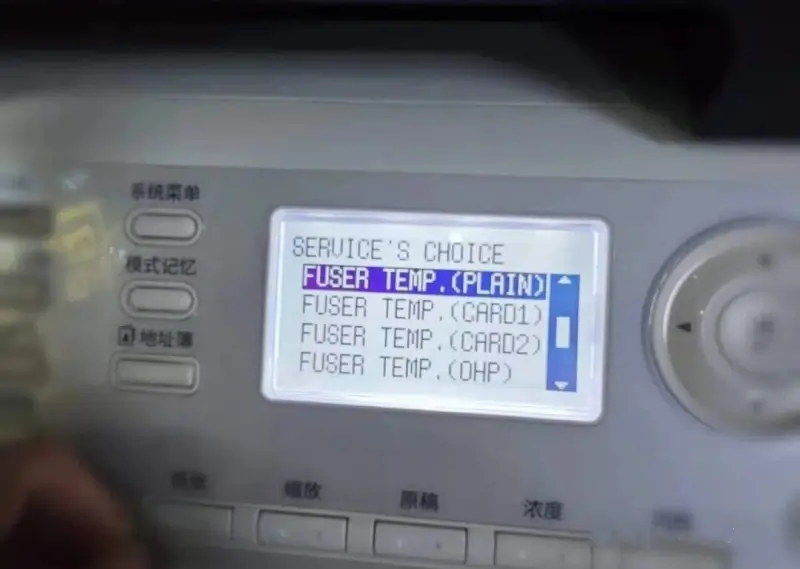 系统菜单
模式记忆
地址簿
SERVICE'S CHOICE
FUSER TEMP.(PLAIN)
FUSER TEMP.(CARD1)
FUSER TEMP.(CARD2)
FUSER TEMP.(OHP)
缩放
原稿
浓度